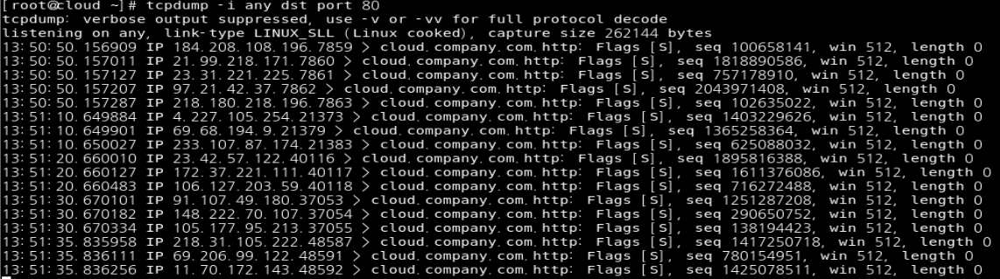 [root@cloud ~]# tcpdump -i any dst port 80
tcpdump: verbose output suppressed, use -v or -vv for full protocol decode
listening on any, link-type LINUX_SLL (Linux cooked), capture size 262144 bytes
13:50:50.156909 IP 184.208.108.196.7859 > cloud.company.com.http: Flags [S], seq 100658141, win 512, length 0
13:50:50.157011 IP 21.99.218.171.7860 > cloud.company.com.http: Flags [S], seq 1818890586, win 512, length 0
13:50:50.157127 IP 23.31.221.225.7861 > cloud.company.com.http: Flags [S], seq 757178910, win 512, length 0
13:50:50.157207 IP 97.21.42.37.7862 > cloud.company.com.http: Flags [S], seq 2043971408, win 512, length 0
13:50:50.157287 IP 218.180.218.196.7863 > cloud.company.com.http: Flags [S], seq 102635022, win 512, length 0
13:51:10.649884 IP 4.227.105.254.21373 > cloud.company.com.http: Flags [S], seq 1403229626, win 512, length 0
13:51:10.649901 IP 69.68.194.9.21379 > cloud.company.com.http: Flags [S], seq 1365258364, win 512, length 0
13:51:10.650027 IP 233.107.87.174.21383 > cloud.company.com.http: Flags [S], seq 625088032, win 512, length 0
13:51:20.660010 IP 23.42.57.122.40116 > cloud.company.com.http: Flags [S], seq 1895816388, win 512, length 0
13:51:20.660127 IP 172.37.221.111.40117 > cloud.company.com.http: Flags [S], seq 1611376086, win 512, length 0
13:51:20.660483 IP 106.127.203.59.40118 > cloud.company.com.http: Flags [S], seq 716272488, win 512, length 0
13:51:30.670101 IP 91.107.49.180.37053 > cloud.company.com.http: Flags [S], seq 1251287208, win 512, length 0
13:51:30.670182 IP 148.222.70.107.37054 > cloud.company.com.http: Flags [S], seq 290650752, win 512, length 0
13:51:30.670334 IP 105.177.95.213.37055 > cloud.company.com.http: Flags [S], seq 138194423, win 512, length 0
13:51:35.835958 IP 218.31.105.222.48587 > cloud.company.com.http: Flags [S], seq 1417250718, win 512, length 0
13:51:35.836111 IP 69.206.99.122.48591 > cloud.company.com.http: Flags [S], seq 780154951, win 512, length 0
13:51:35.836256 IP 11.70.172.143.48592 > cloud.company.com.http: Flags [S], seq 1425078511, win 512, length 0